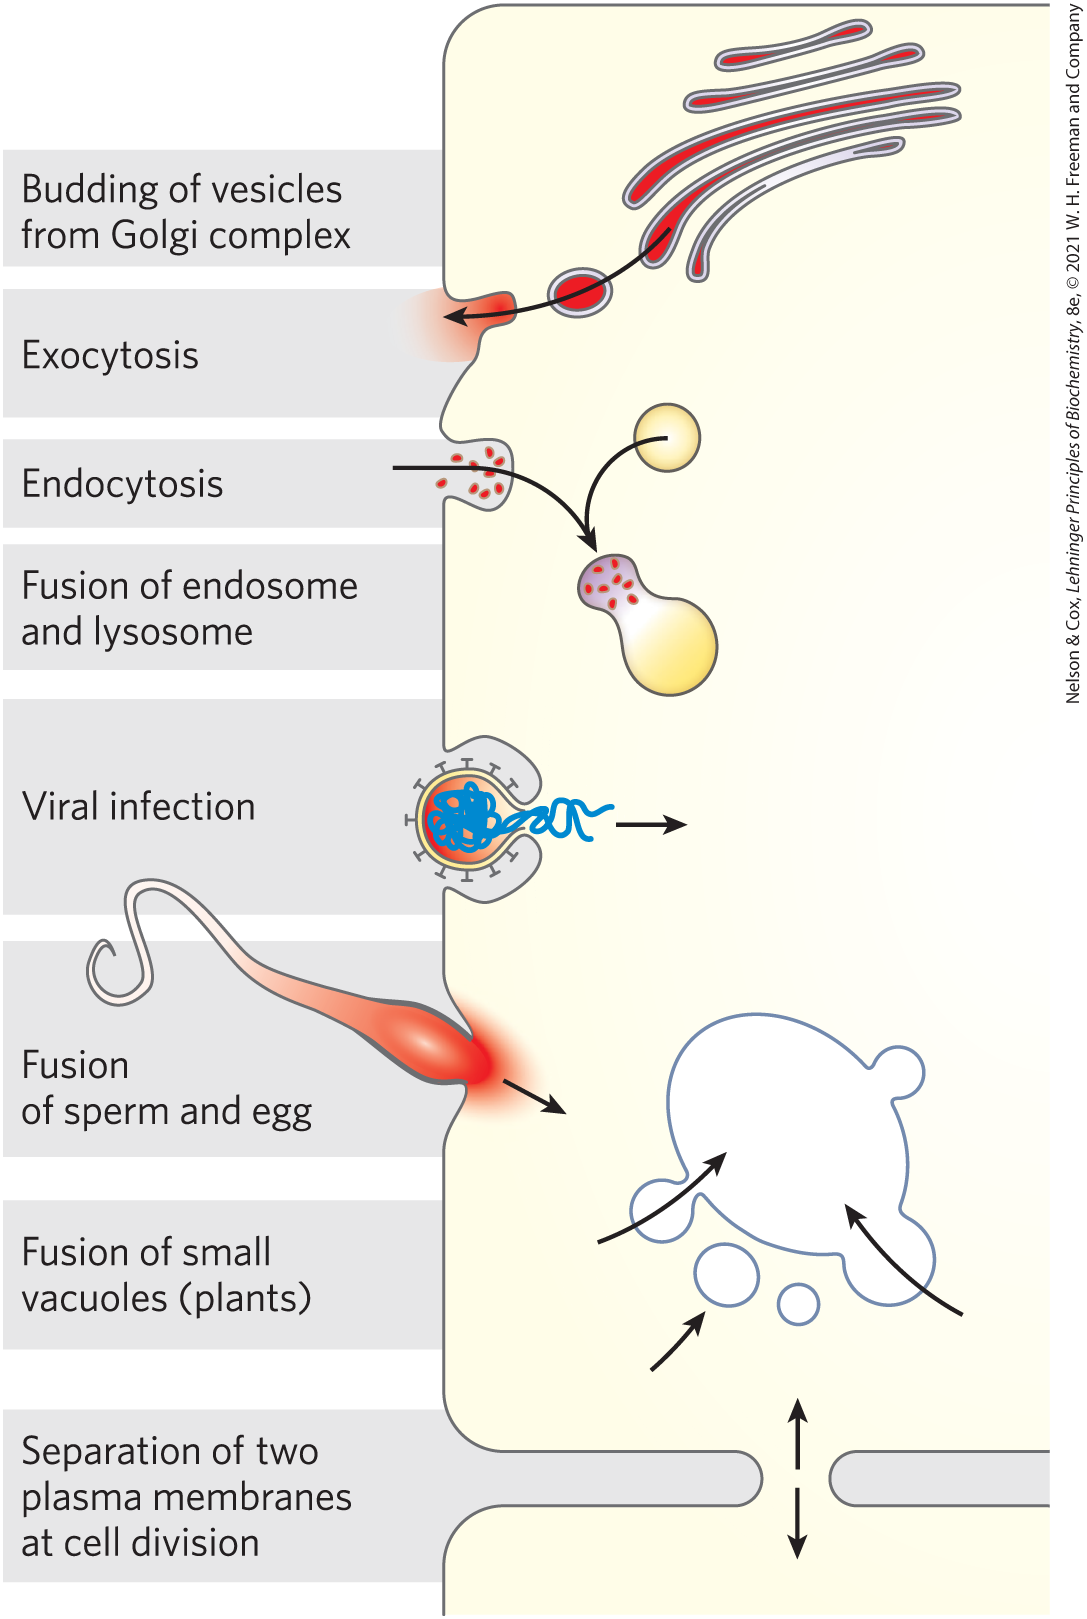 Budding of vesicles
from Golgi complex
Exocytosis
Endocytosis
Fusion of endosome
and lysosome
Viral infection
Fusion
of sperm and egg
Fusion of small
vacuoles (plants)
Separation of two
plasma membranes
at cell division
Nelson & Cox, Lehninger Principles of Biochemistry, 8e, © 2021 W. H. Freeman and Company